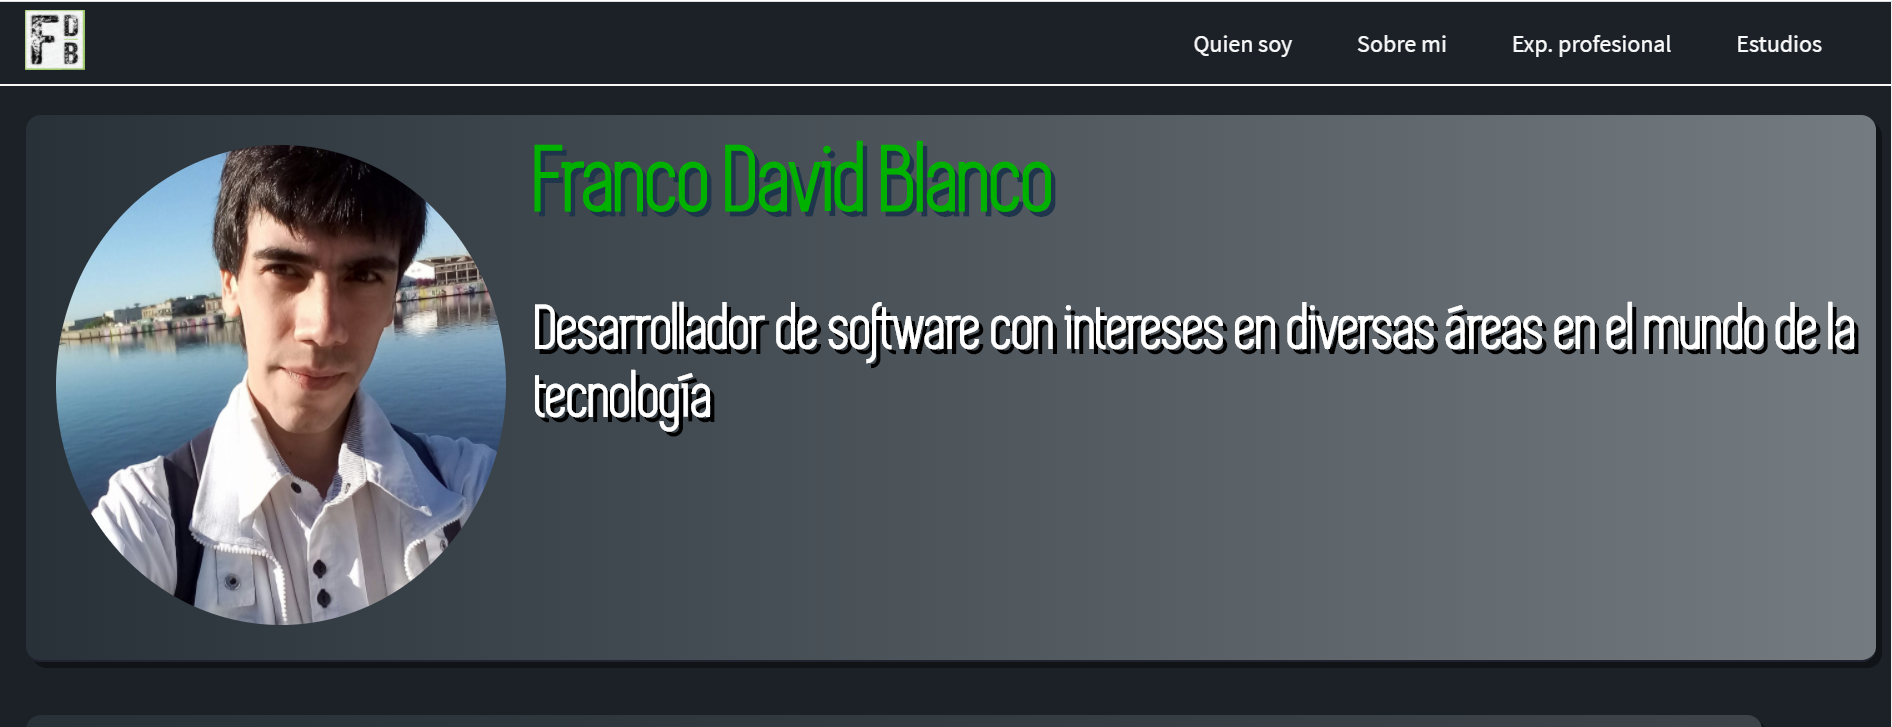 F D B
Quien soy
Sobre mi
Exp. profesional
Estudios
Franco David Blanco
Desarrollador de software con intereses en diversas áreas en el mundo de la
tecnología